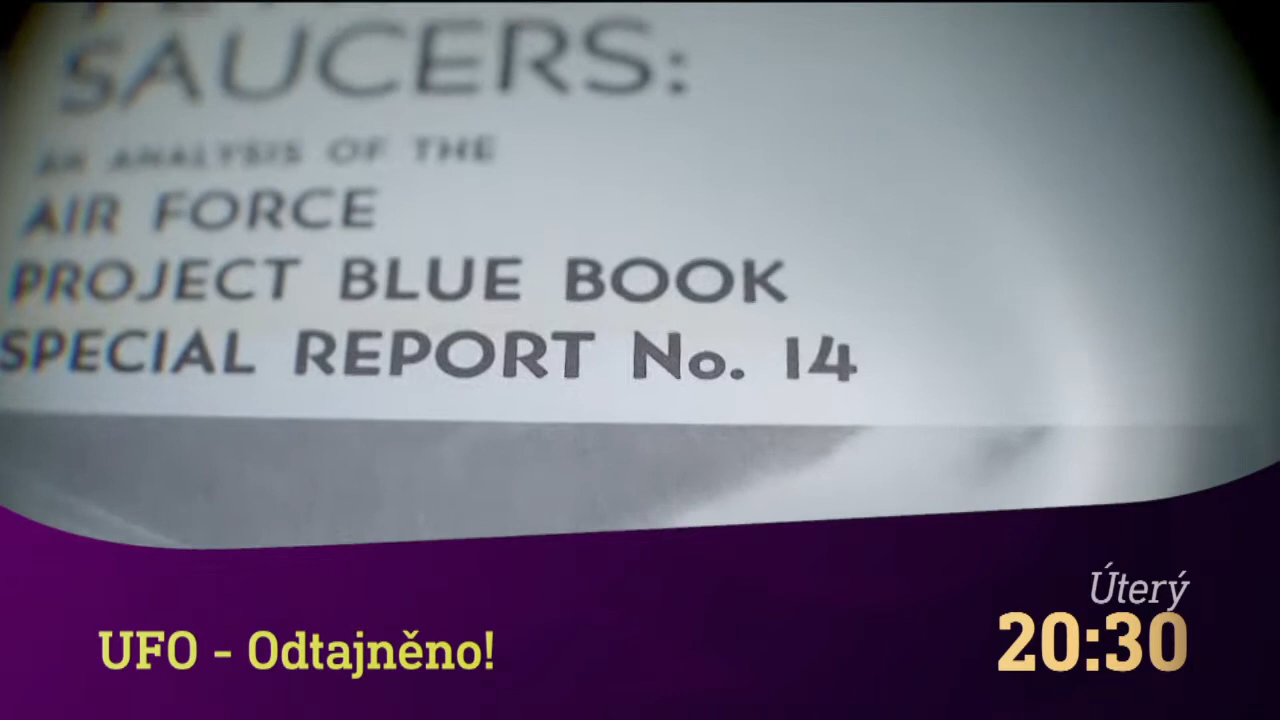 SAUCERS:
AN ANALYSIS OF THE
AIR FORCE
PROJECT BLUE BOOK
SPECIAL REPORT No. 14
Úterý
20:30
UFO - Odtajněno!